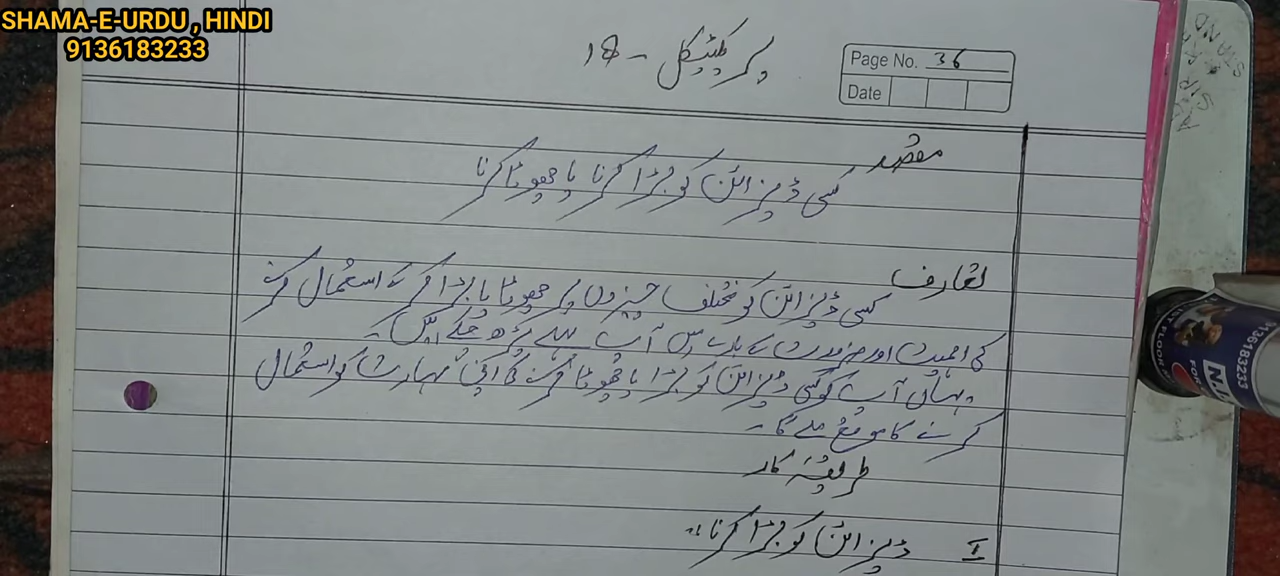 SHAMA-E-URDU , HINDI
9136183233
پریکٹیکل - 18
Page No. 36
Date
مقصد
کسی ڈیزائن کو بڑا کرنا یا چھوٹا کرنا
تعارف
کسی ڈیزائن کو مختلف چیزوں پر چھوٹا یا بڑا کر کے استعمال کرنے
کی اہمیت اور ضرورت کے بارے میں آپ پہلے پڑھ چکے ہیں۔
یہاں آپ کو کسی ڈیزائن کو بڑا یا چھوٹا کرنے کی اپنی مہارت کو استعمال
کرنے کا موقع ملے گا۔
طریقۂ کار
I ڈیزائن کو بڑا کرنا:-
9136183233